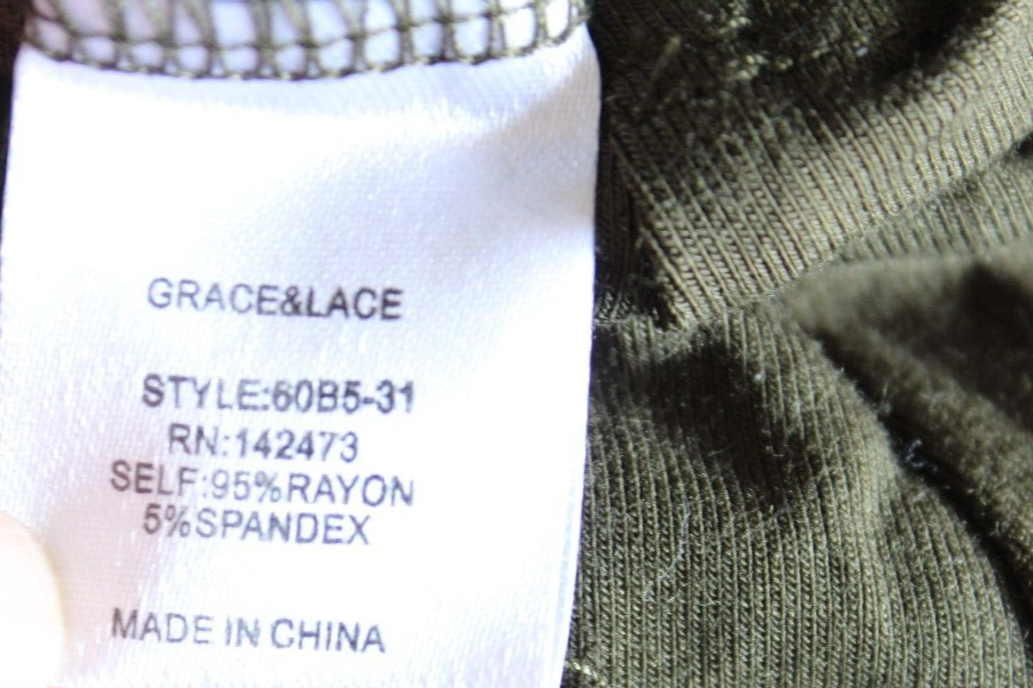 GRACE&LACE
STYLE:60B5-31
RN:142473
SELF:95%RAYON
5%SPANDEX
MADE IN CHINA